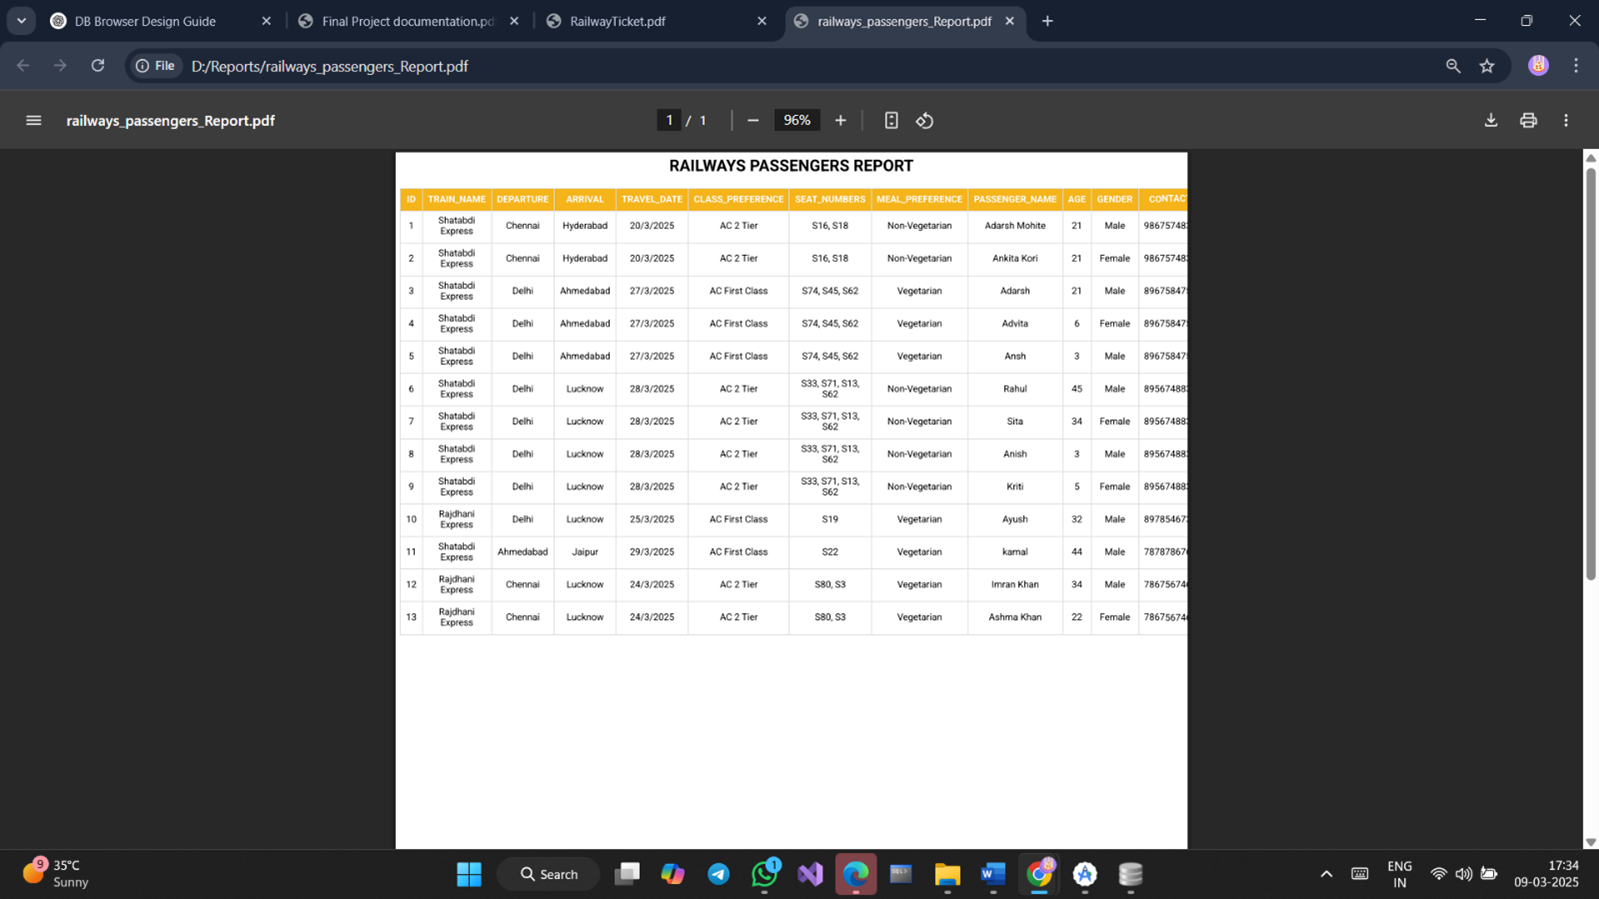 DB Browser Design Guide
Final Project documentation.pd
RailwayTicket.pdf
railways_passengers_Report.pdf
File D:/Reports/railways_passengers_Report.pdf
railways_passengers_Report.pdf 1 / 1 96%
RAILWAYS PASSENGERS REPORT
ID TRAIN_NAME DEPARTURE ARRIVAL TRAVEL_DATE CLASS_PREFERENCE SEAT_NUMBERS MEAL_PREFERENCE PASSENGER_NAME AGE GENDER CONTACT
1 Shatabdi Express Chennai Hyderabad 20/3/2025 AC 2 Tier S16, S18 Non-Vegetarian Adarsh Mohite 21 Male 98675748
2 Shatabdi Express Chennai Hyderabad 20/3/2025 AC 2 Tier S16, S18 Non-Vegetarian Ankita Kori 21 Female 98675748
3 Shatabdi Express Delhi Ahmedabad 27/3/2025 AC First Class S74, S45, S62 Vegetarian Adarsh 21 Male 89675847
4 Shatabdi Express Delhi Ahmedabad 27/3/2025 AC First Class S74, S45, S62 Vegetarian Advita 6 Female 89675847
5 Shatabdi Express Delhi Ahmedabad 27/3/2025 AC First Class S74, S45, S62 Vegetarian Ansh 3 Male 89675847
6 Shatabdi Express Delhi Lucknow 28/3/2025 AC 2 Tier S33, S71, S13, S62 Non-Vegetarian Rahul 45 Male 89567488
7 Shatabdi Express Delhi Lucknow 28/3/2025 AC 2 Tier S33, S71, S13, S62 Non-Vegetarian Sita 34 Female 89567488
8 Shatabdi Express Delhi Lucknow 28/3/2025 AC 2 Tier S33, S71, S13, S62 Non-Vegetarian Anish 3 Male 89567488
9 Shatabdi Express Delhi Lucknow 28/3/2025 AC 2 Tier S33, S71, S13, S62 Non-Vegetarian Kriti 5 Female 89567488
10 Rajdhani Express Delhi Lucknow 25/3/2025 AC First Class S19 Vegetarian Ayush 32 Male 89785467
11 Shatabdi Express Ahmedabad Jaipur 29/3/2025 AC First Class S22 Vegetarian kamal 44 Male 78787867
12 Rajdhani Express Chennai Lucknow 24/3/2025 AC 2 Tier S80, S3 Vegetarian Imran Khan 34 Male 78675674
13 Rajdhani Express Chennai Lucknow 24/3/2025 AC 2 Tier S80, S3 Vegetarian Ashma Khan 22 Female 78675674
9
35°C
Sunny
Search
1
ENG
IN
17:34
09-03-2025